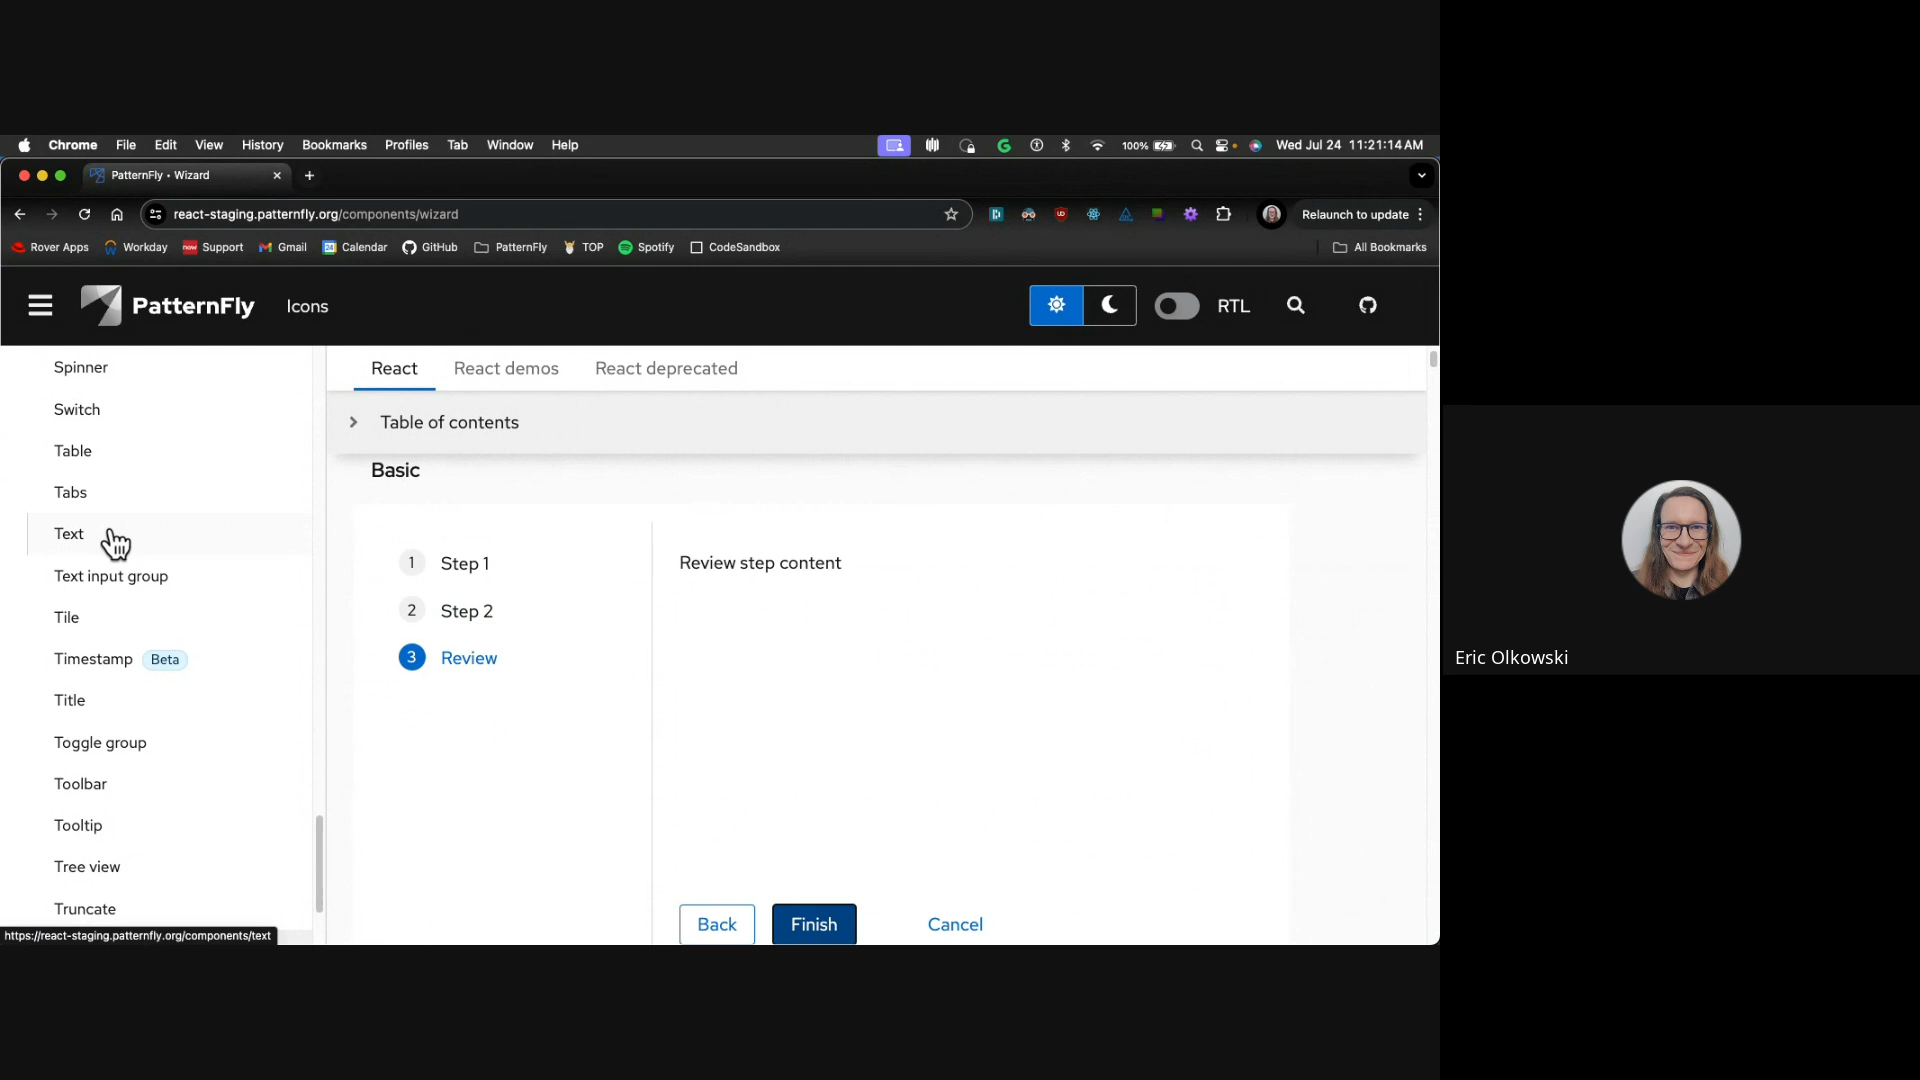 Chrome File Edit View History Bookmarks Profiles Tab Window Help 100% Wed Jul 24 11:21:14 AM
PatternFly • Wizard
react-staging.patternfly.org/components/wizard Relaunch to update
Rover Apps Workday Support Gmail Calendar GitHub PatternFly TOP Spotify CodeSandbox All Bookmarks
PatternFly Icons RTL
Spinner
Switch
Table
Tabs
Text
Text input group
Tile
Timestamp Beta
Title
Toggle group
Toolbar
Tooltip
Tree view
Truncate
https://react-staging.patternfly.org/components/text
React React demos React deprecated
Table of contents
Basic
1 Step 1
2 Step 2
3 Review
Review step content
Back Finish Cancel
Eric Olkowski